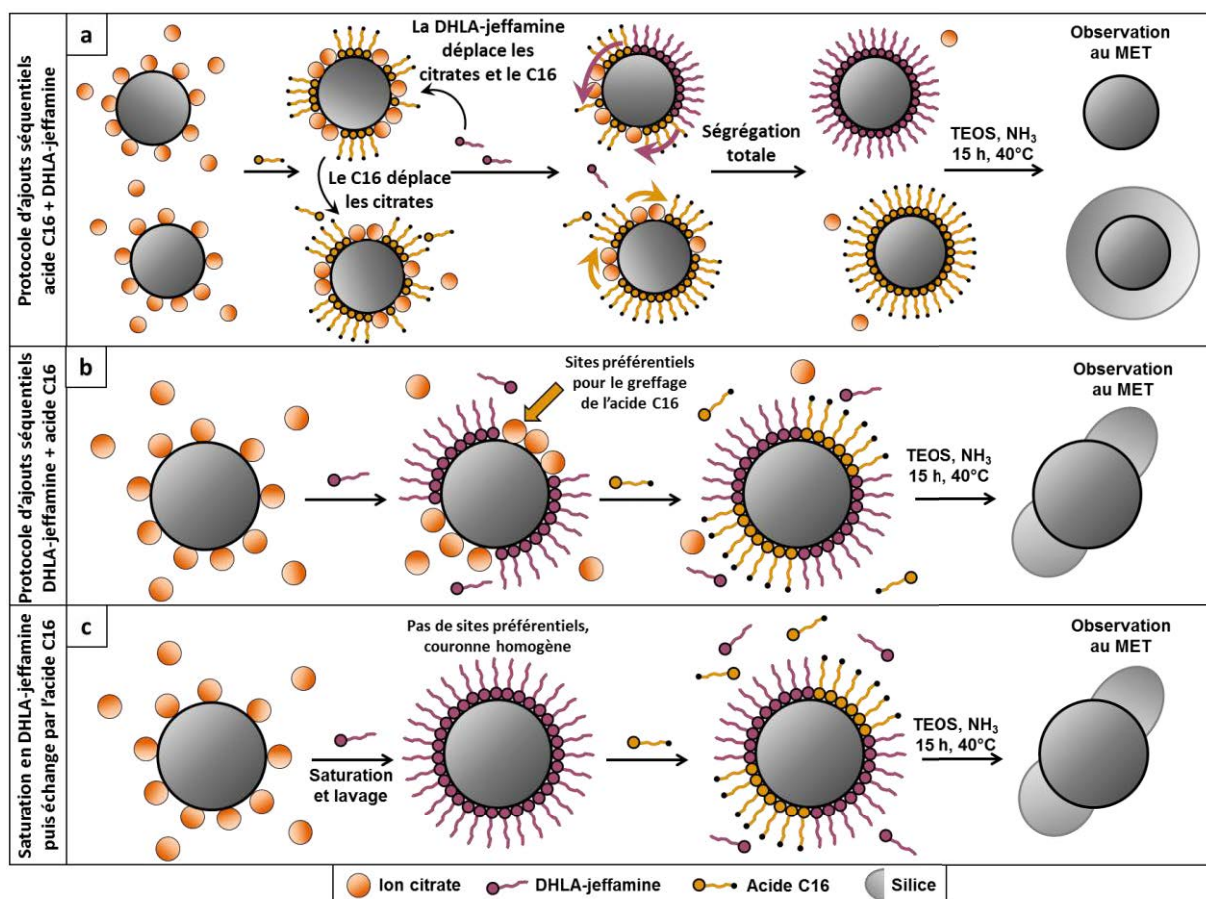 Protocole d'ajouts séquentiels
acide C16 + DHLA-jeffamine
a
La DHLA-jeffamine
déplace les
citrates et le C16
Le C16 déplace
les citrates
Ségrégation
totale
TEOS, NH₃
15 h, 40°C
Observation
au MET
Protocole d'ajouts séquentiels
DHLA-jeffamine + acide C16
b
Sites préférentiels
pour le greffage
de l'acide C16
TEOS, NH₃
15 h, 40°C
Observation
au MET
Saturation en DHLA-jeffamine
puis échange par l'acide C16
c
Saturation
et lavage
Pas de sites préférentiels,
couronne homogène
TEOS, NH₃
15 h, 40°C
Observation
au MET
Ion citrate DHLA-jeffamine Acide C16 Silice